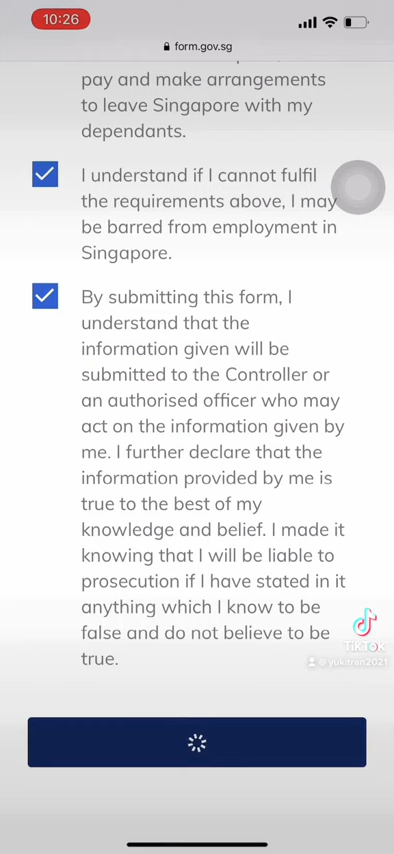 10:26
form.gov.sg
pay and make arrangements
to leave Singapore with my
dependants.
I understand if I cannot fulfil
the requirements above, I may
be barred from employment in
Singapore.
By submitting this form, I
understand that the
information given will be
submitted to the Controller or
an authorised officer who may
act on the information given by
me. I further declare that the
information provided by me is
true to the best of my
knowledge and belief. I made it
knowing that I will be liable to
prosecution if I have stated in it
anything which I know to be
false and do not believe to be
true.
TikTok
@yukitran2021